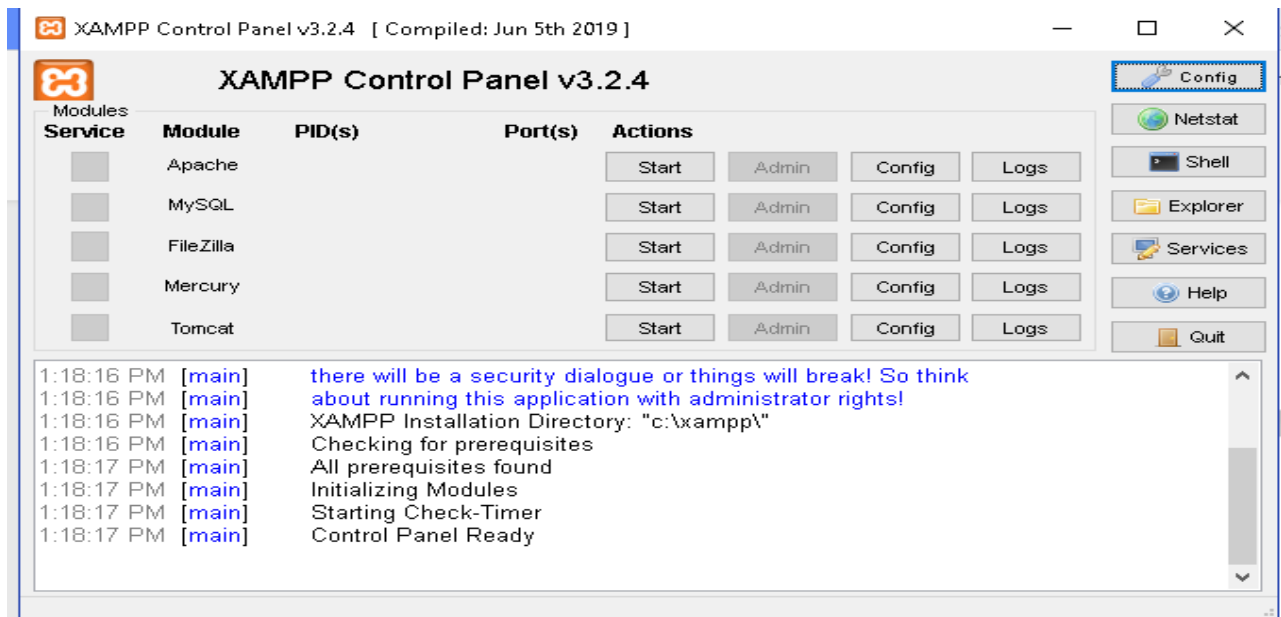 XAMPP Control Panel v3.2.4 [ Compiled: Jun 5th 2019 ]
XAMPP Control Panel v3.2.4
Config
Modules
Service Module PID(s) Port(s) Actions
Netstat
Apache Start Admin Config Logs
Shell
MySQL Start Admin Config Logs
Explorer
FileZilla Start Admin Config Logs
Services
Mercury Start Admin Config Logs
Help
Tomcat Start Admin Config Logs
Quit
1:18:16 PM [main] there will be a security dialogue or things will break! So think
1:18:16 PM [main] about running this application with administrator rights!
1:18:16 PM [main] XAMPP Installation Directory: "c:\xampp\"
1:18:16 PM [main] Checking for prerequisites
1:18:17 PM [main] All prerequisites found
1:18:17 PM [main] Initializing Modules
1:18:17 PM [main] Starting Check-Timer
1:18:17 PM [main] Control Panel Ready